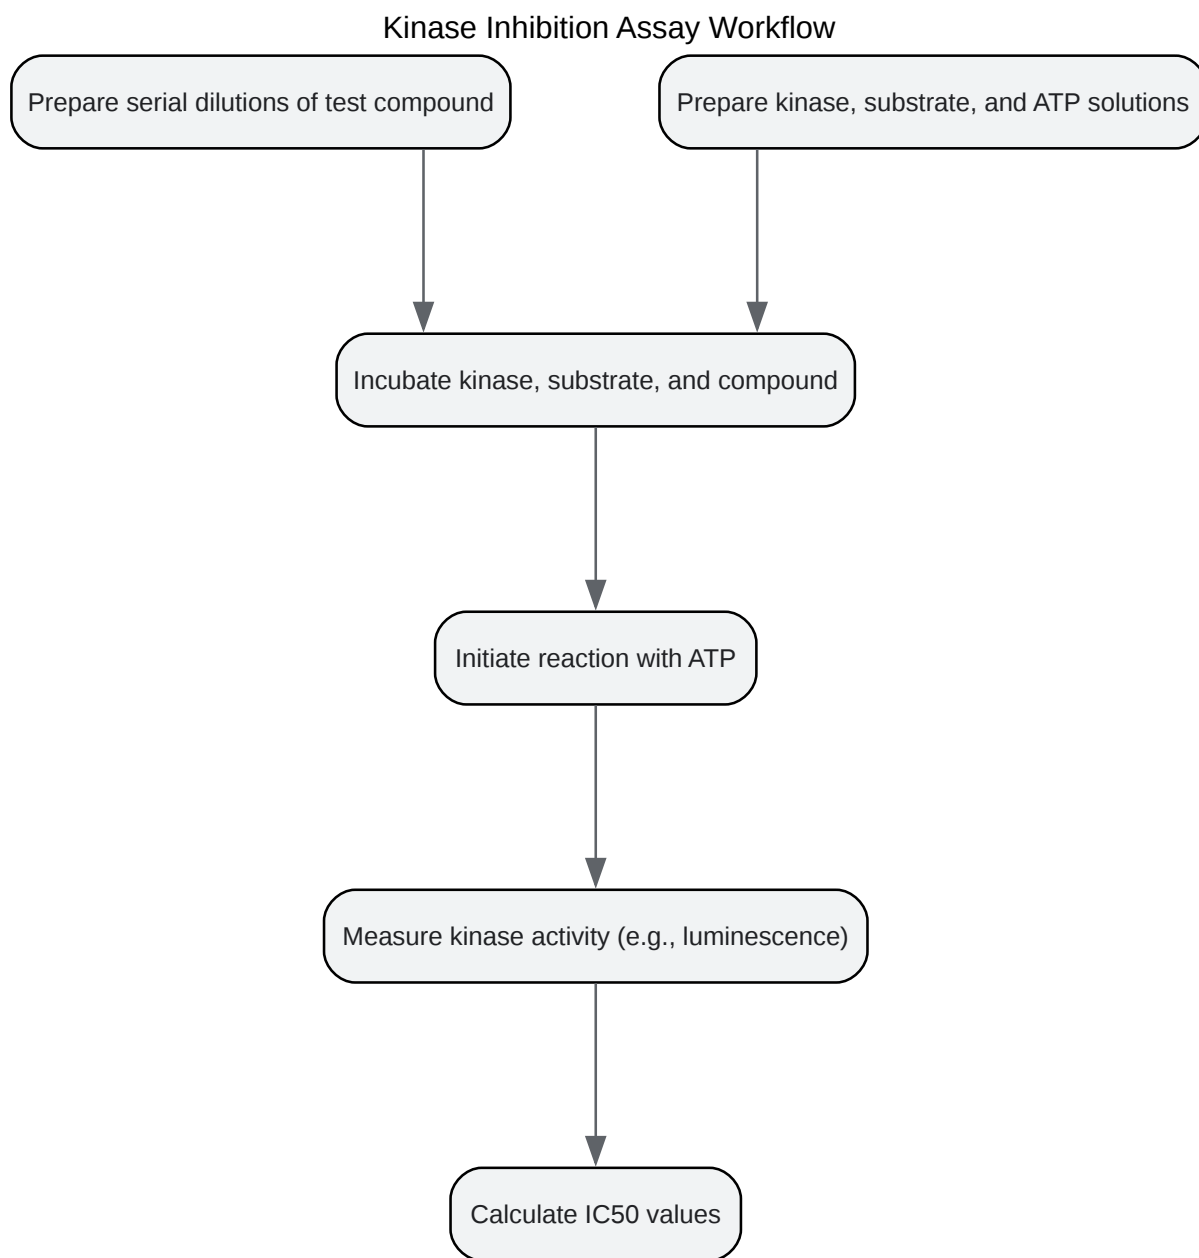 Kinase Inhibition Assay Workflow
Prepare serial dilutions of test compound
Prepare kinase, substrate, and ATP solutions
Incubate kinase, substrate, and compound
Initiate reaction with ATP
Measure kinase activity (e.g., luminescence)
Calculate IC50 values